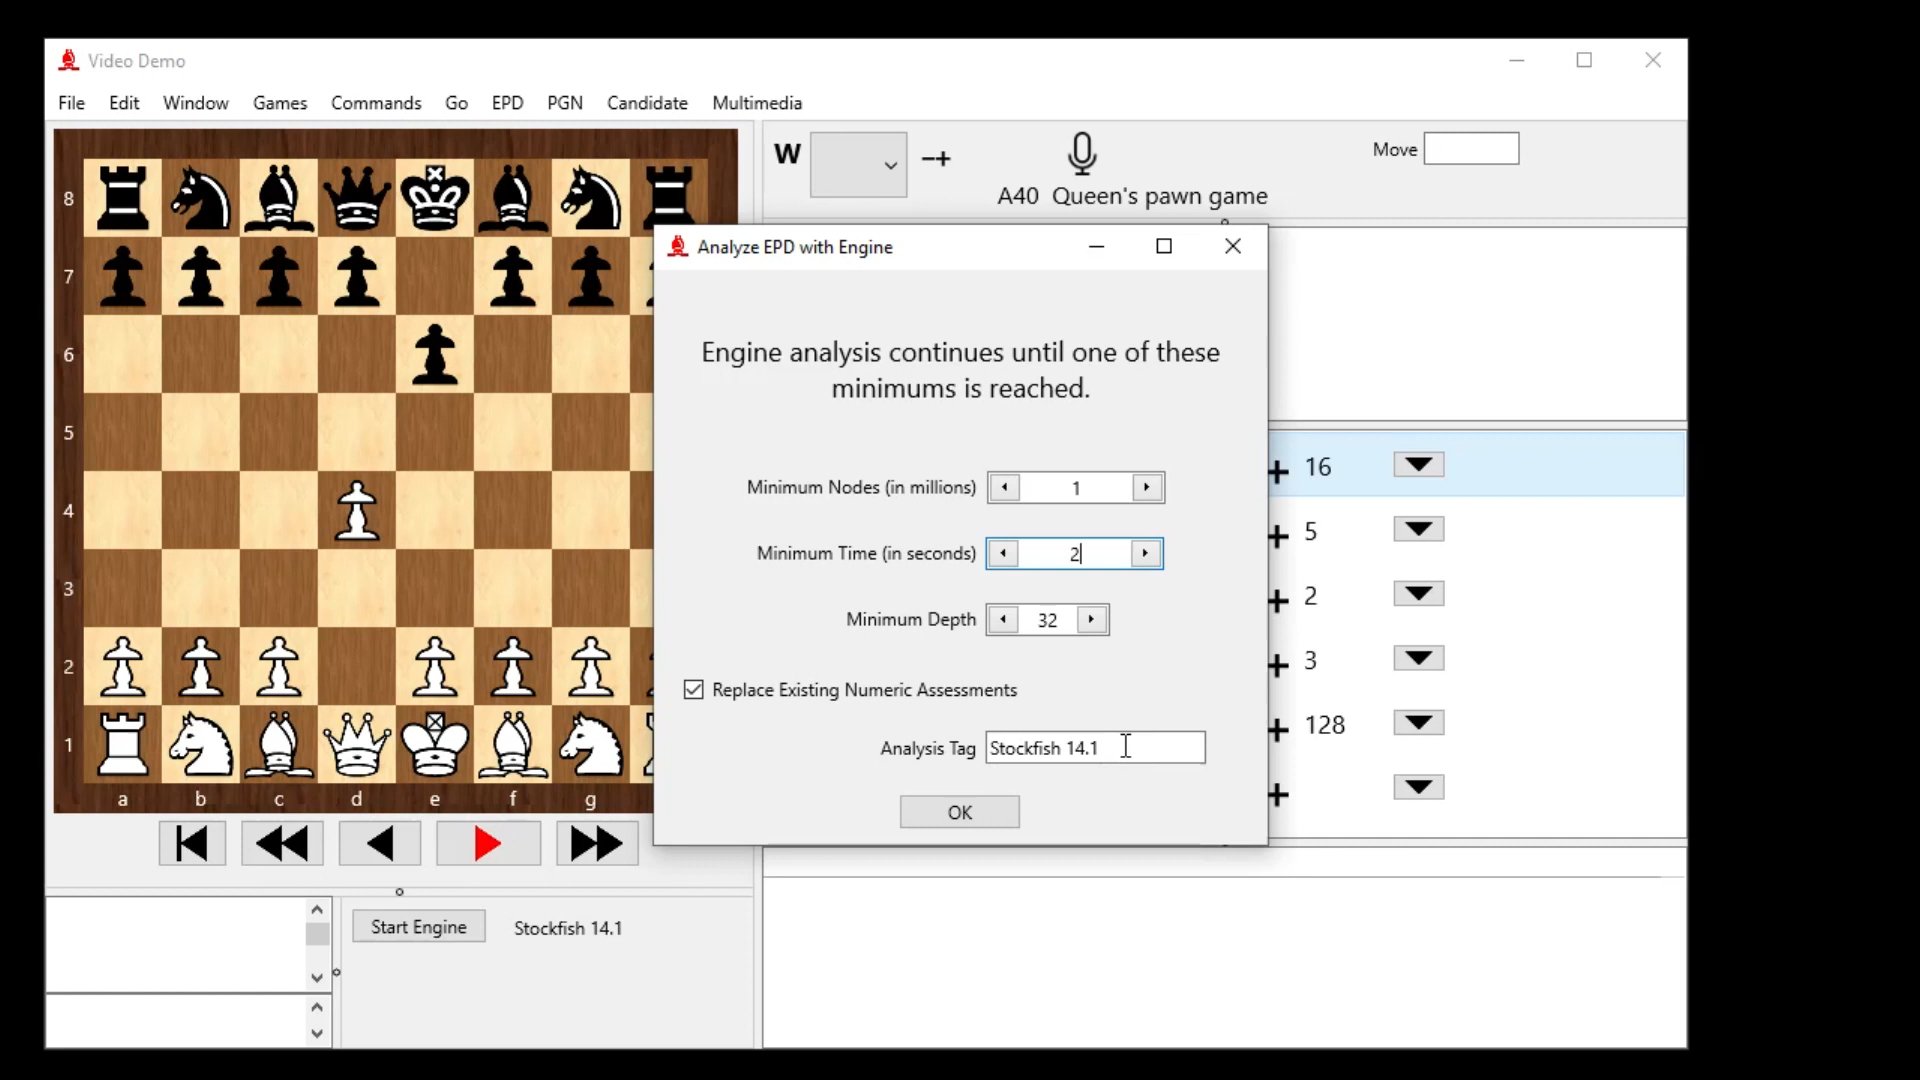 Video Demo
File Edit Window Games Commands Go EPD PGN Candidate Multimedia
W
−+
Move
A40 Queen's pawn game
8
7
6
5
4
3
2
1
a b c d e f g
Analyze EPD with Engine
Engine analysis continues until one of these
minimums is reached.
Minimum Nodes (in millions) 1
Minimum Time (in seconds) 2
Minimum Depth 32
Replace Existing Numeric Assessments
Analysis Tag Stockfish 14.1
OK
+ 16
+ 5
+ 2
+ 3
+ 128
+
Start Engine Stockfish 14.1